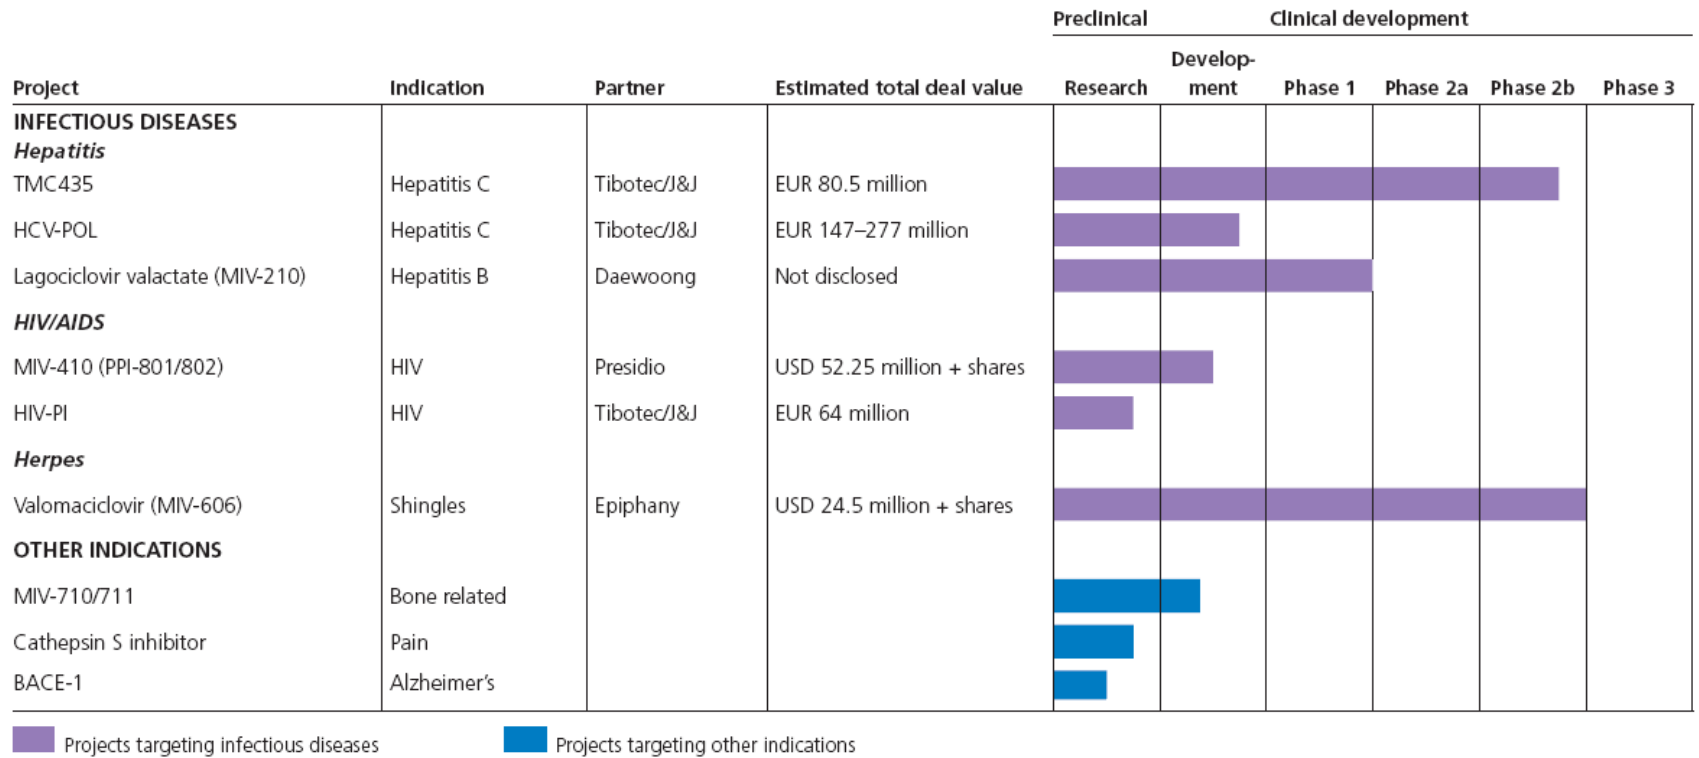 Preclinical Clinical development
Develop-
Project Indication Partner Estimated total deal value Research ment Phase 1 Phase 2a Phase 2b Phase 3
INFECTIOUS DISEASES
Hepatitis
TMC435 Hepatitis C Tibotec/J&J EUR 80.5 million
HCV-POL Hepatitis C Tibotec/J&J EUR 147–277 million
Lagociclovir valactate (MIV-210) Hepatitis B Daewoong Not disclosed
HIV/AIDS
MIV-410 (PPI-801/802) HIV Presidio USD 52.25 million + shares
HIV-PI HIV Tibotec/J&J EUR 64 million
Herpes
Valomaciclovir (MIV-606) Shingles Epiphany USD 24.5 million + shares
OTHER INDICATIONS
MIV-710/711 Bone related
Cathepsin S inhibitor Pain
BACE-1 Alzheimer’s
Projects targeting infectious diseases Projects targeting other indications